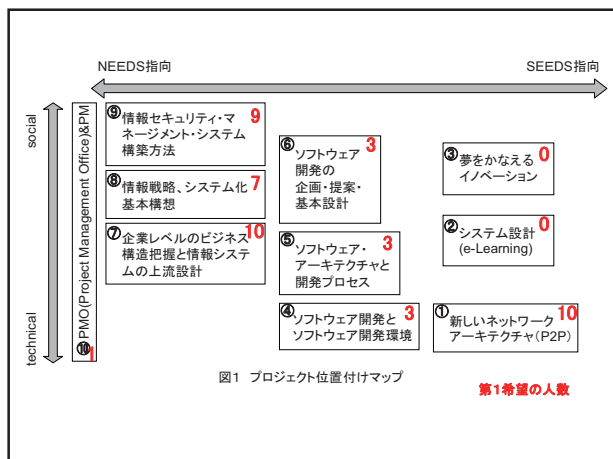 NEEDS指向
SEEDS指向
social
technical
PMO(Project Management Office)&PM
⑩
1
⑨ 9
情報セキュリティ・マ
ネージメント・システム
構築方法
⑧ 7
情報戦略、システム化
基本構想
⑦ 10
企業レベルのビジネス
構造把握と情報システ
ムの上流設計
⑥ 3
ソフトウェア
開発の
企画・提案・
基本設計
⑤ 3
ソフトウェア・
アーキテクチャと
開発プロセス
④ 3
ソフトウェア開発と
ソフトウェア開発環境
③ 0
夢をかなえる
イノベーション
② 0
システム設計
(e-Learning)
① 10
新しいネットワーク
アーキテクチャ(P2P)
図1 プロジェクト位置付けマップ
第1希望の人数